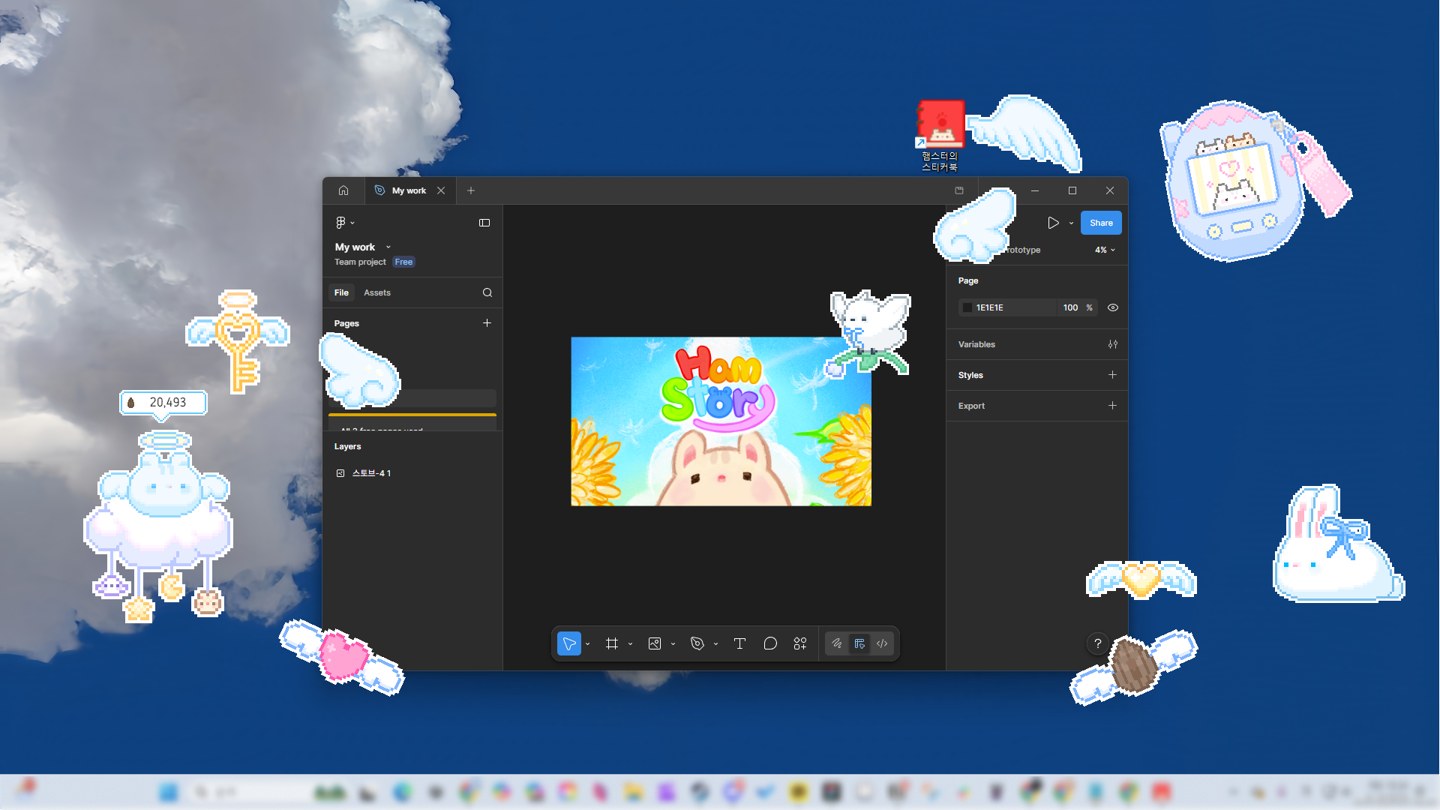 햄스터의
스티커북
My work
Share
My work
Prototype
4%
Team project
Free
File
Assets
Page
Pages
1E1E1E
100
%
Variables
Styles
Export
Ham
Story
20,493
Layers
스토브-4 1
T
?